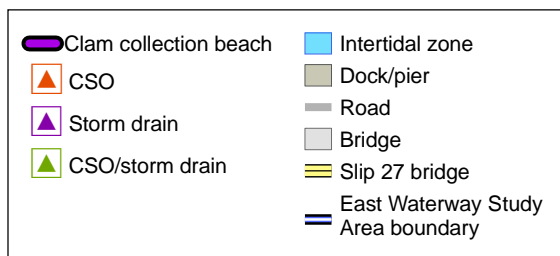 Clam collection beach
CSO
Storm drain
CSO/storm drain
Intertidal zone
Dock/pier
Road
Bridge
Slip 27 bridge
East Waterway Study
Area boundary